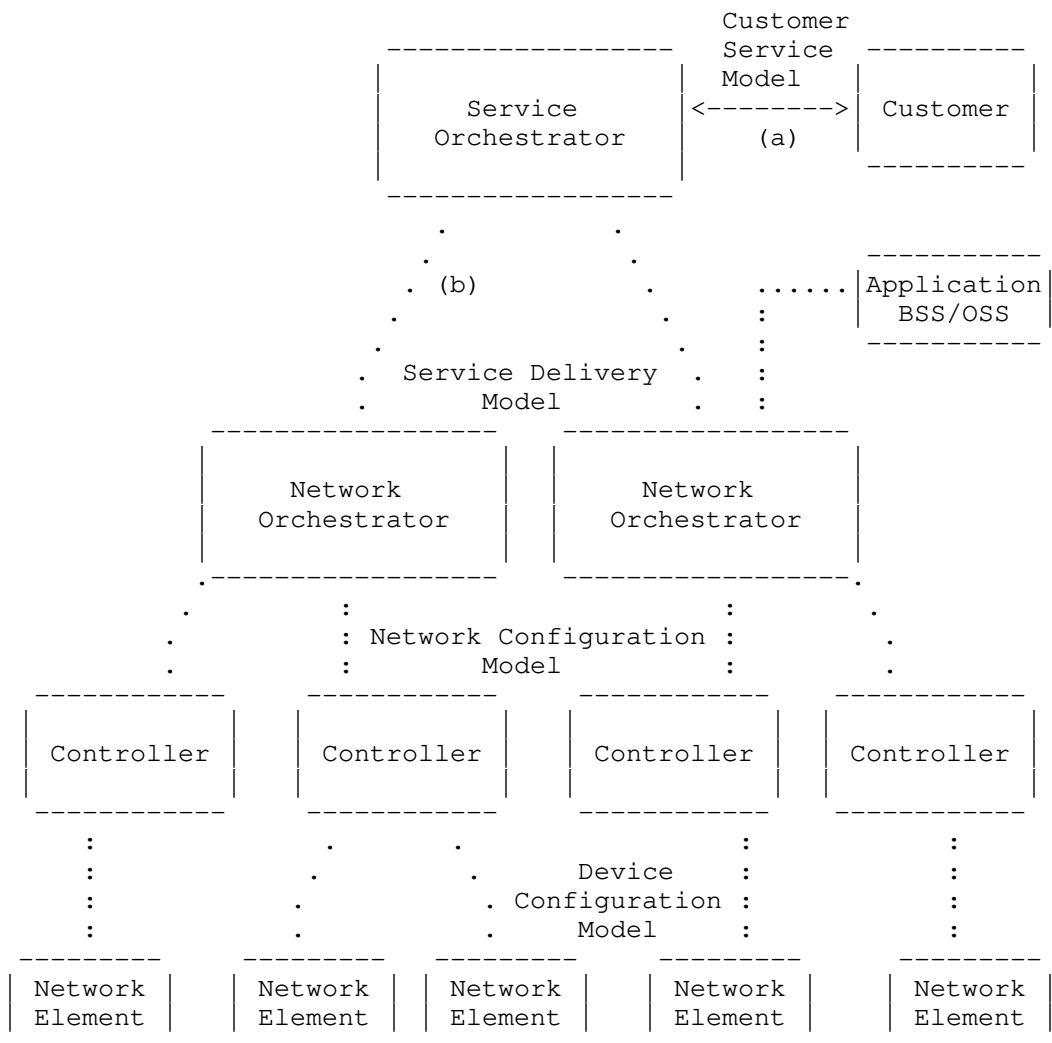 Customer
Service
Model
Service
Orchestrator
<-------->
Customer
(a)
(b)
Application
BSS/OSS
Service Delivery
Model
Network
Orchestrator
Network
Orchestrator
Network Configuration
Model
Controller
Controller
Controller
Controller
Device
Configuration
Model
Network
Element
Network
Element
Network
Element
Network
Element
Network
Element